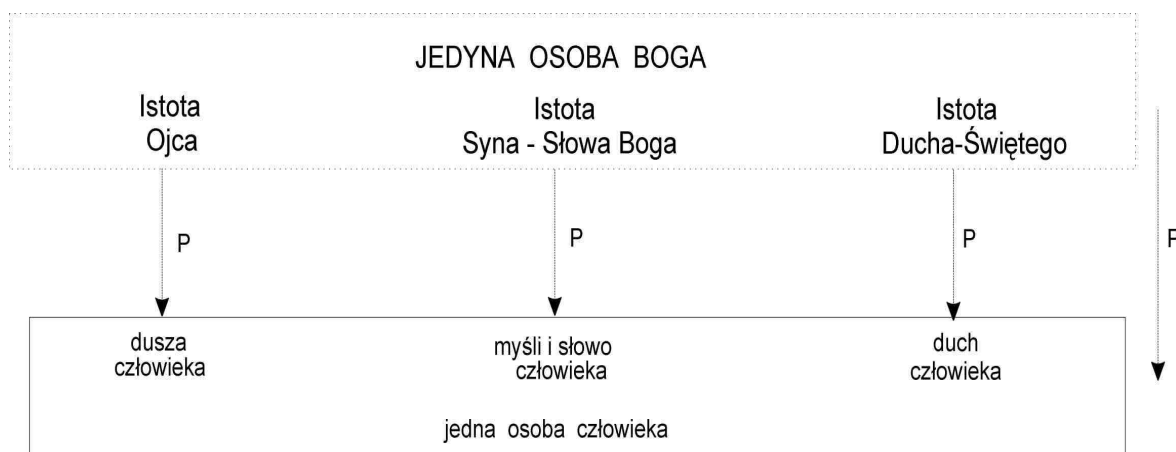 JEDYNA OSOBA BOGA
Istota Istota Istota
Ojca Syna - Słowa Boga Ducha-Świętego
P P P P
dusza myśli i słowo duch
człowieka człowieka człowieka
jedna osoba człowieka